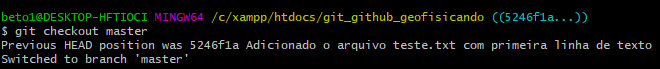 beto1@DESKTOP-HFTIOCI MINGW64 /c/xampp/htdocs/git_github_geofisicando ((5246f1a...))
$ git checkout master
Previous HEAD position was 5246f1a Adicionado o arquivo teste.txt com primeira linha de texto
Switched to branch 'master'